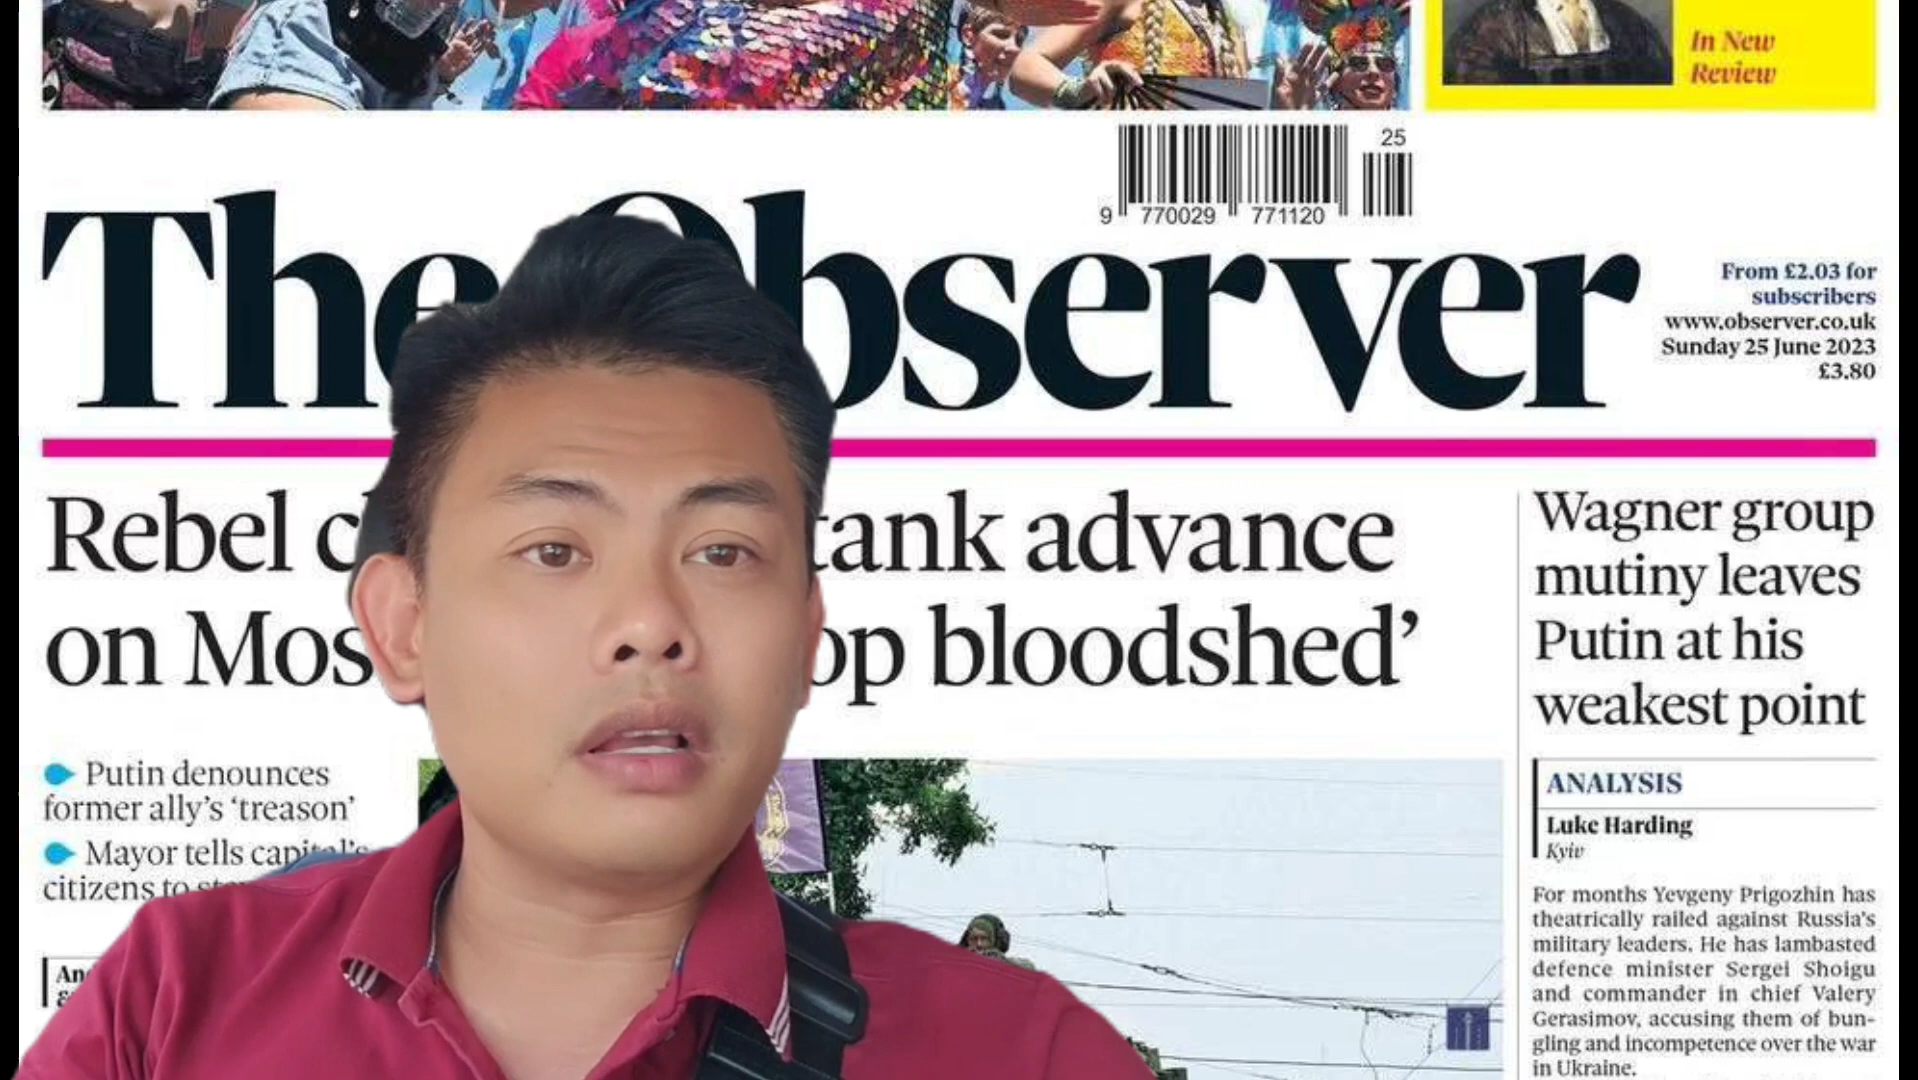 In New
Review
25
9 770029 771120
The Observer
From £2.03 for
subscribers
www.observer.co.uk
Sunday 25 June 2023
£3.80
Rebel tank advance
on bloodshed’
Wagner group
mutiny leaves
Putin at his
weakest point
Putin denounces
former ally’s ‘treason’
Mayor tells capital’s
citizens to
ANALYSIS
Luke Harding
Kyiv
For months Yevgeny Prigozhin has
theatrically railed against Russia’s
military leaders. He has lambasted
defence minister Sergei Shoigu
and commander in chief Valery
Gerasimov, accusing them of bun-
gling and incompetence over the war
in Ukraine.